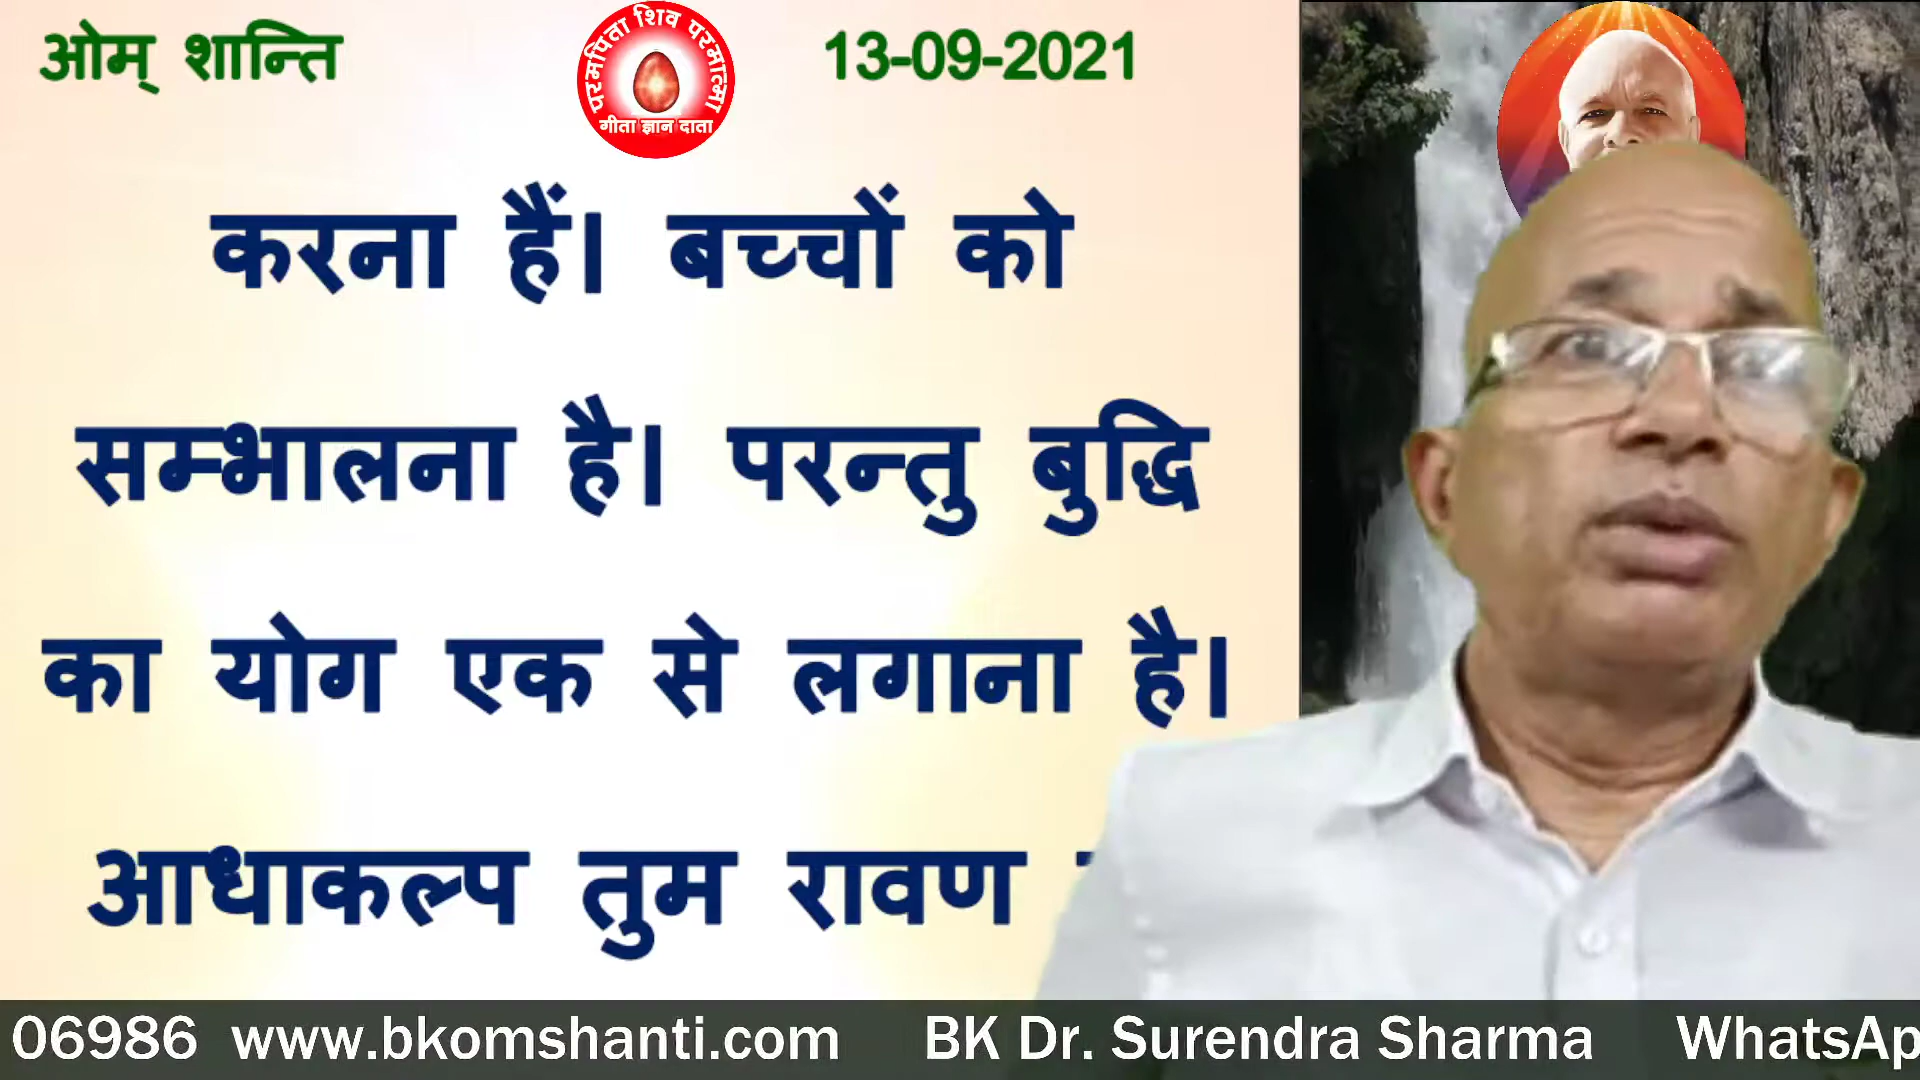 ओम् शान्ति
परमपिता शिव परमात्मा
गीता ज्ञान दाता
13-09-2021
करना हैं। बच्चों को
सम्भालना है। परन्तु बुद्धि
का योग एक से लगाना है।
आधाकल्प तुम रावण
06986 www.bkomshanti.com BK Dr. Surendra Sharma WhatsAp